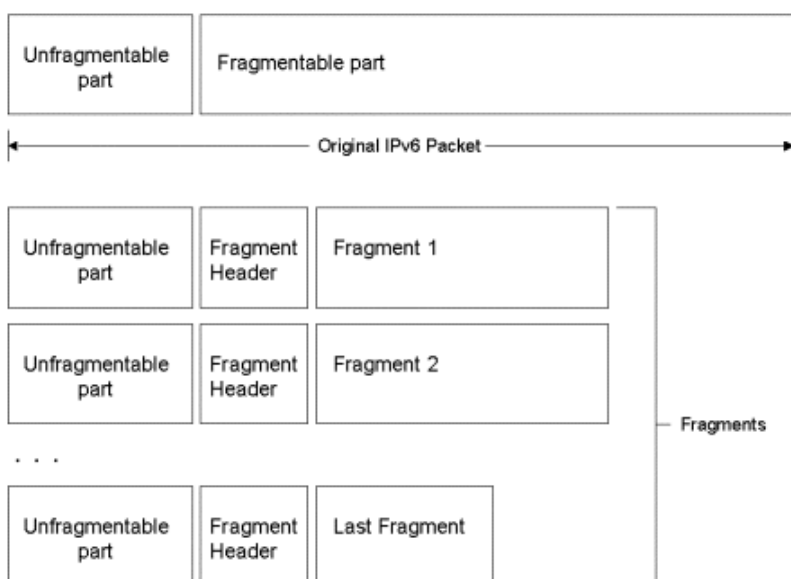 Unfragmentable
part
Fragmentable part
Original IPv6 Packet
Unfragmentable
part
Fragment
Header
Fragment 1
Unfragmentable
part
Fragment
Header
Fragment 2
Fragments
. . .
Unfragmentable
part
Fragment
Header
Last Fragment